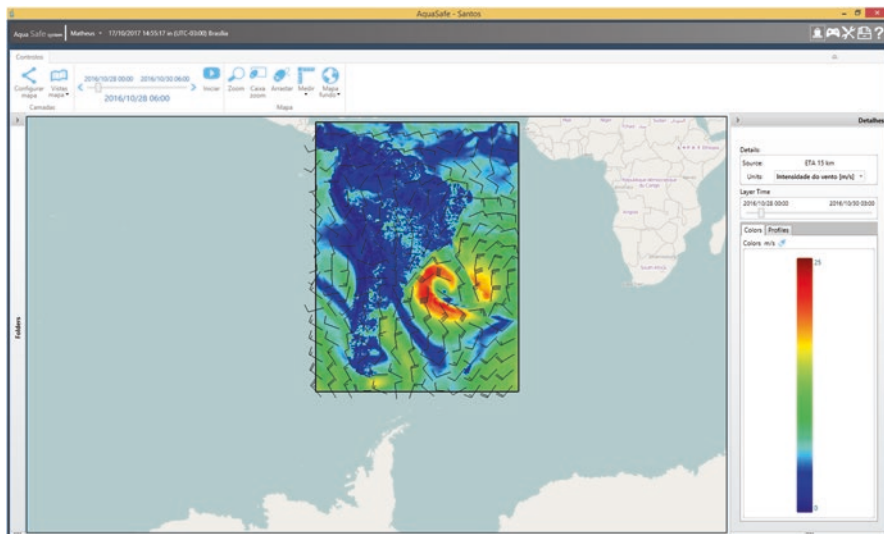 AquaSafe - Santos
Aqua Safe system Matheus 17/10/2017 14:55:17 in (UTC-03:00) Brasilia
Controlos
Configurar mapa
Vistas mapa
2016/10/28 00:00 2016/10/30 06:00
2016/10/28 06:00
Iniciar
Zoom
Caixa zoom
Arrastar
Medir
Mapa fundo
Camadas
Mapa
Detalhes
Folders
Details:
Source: ETA 15 km
Units: Intensidade do vento [m/s]
Layer Time
2016/10/28 00:00 2016/10/30 03:00
Colors Profiles
Colors m/s
25
0